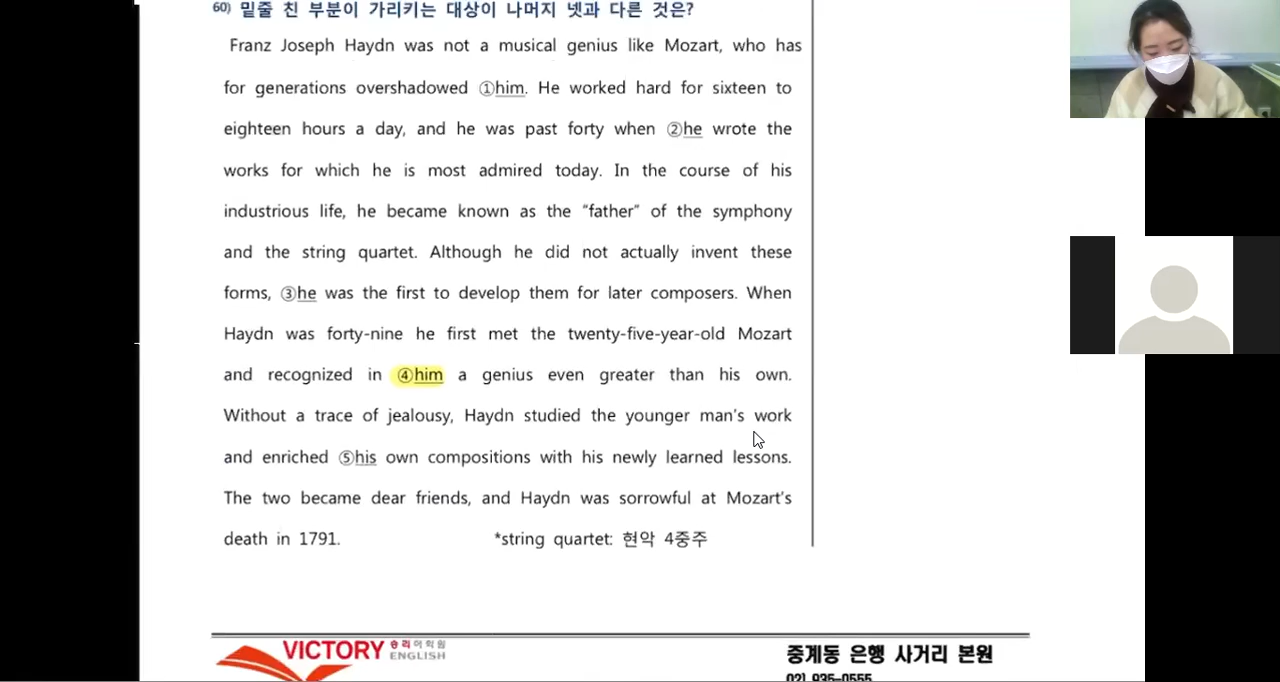 60) 밑줄 친 부분이 가리키는 대상이 나머지 넷과 다른 것은?
Franz Joseph Haydn was not a musical genius like Mozart, who has
for generations overshadowed ①him. He worked hard for sixteen to
eighteen hours a day, and he was past forty when ②he wrote the
works for which he is most admired today. In the course of his
industrious life, he became known as the “father” of the symphony
and the string quartet. Although he did not actually invent these
forms, ③he was the first to develop them for later composers. When
Haydn was forty-nine he first met the twenty-five-year-old Mozart
and recognized in ④him a genius even greater than his own.
Without a trace of jealousy, Haydn studied the younger man's work
and enriched ⑤his own compositions with his newly learned lessons.
The two became dear friends, and Haydn was sorrowful at Mozart's
death in 1791. *string quartet: 현악 4중주
VICTORY 승리어학원
ENGLISH
중계동 은행 사거리 본원
02) 935-0555